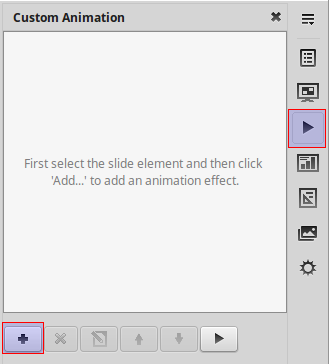 Custom Animation
First select the slide element and then click
'Add...' to add an animation effect.